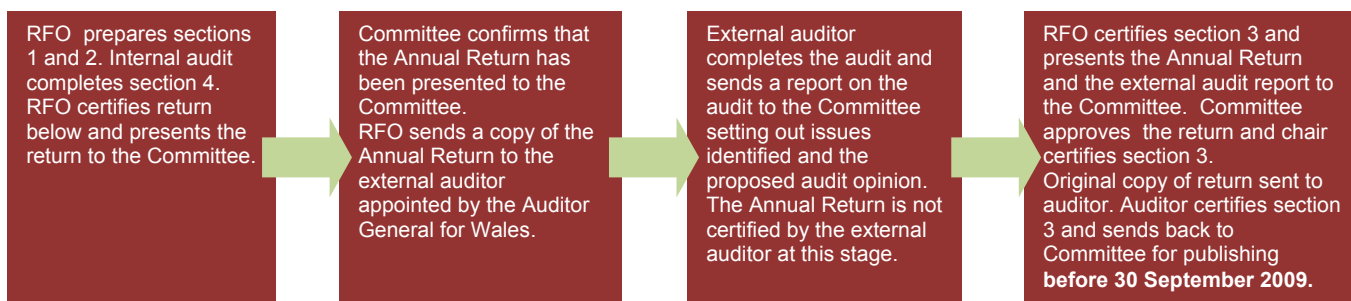 RFO prepares sections
1 and 2. Internal audit
completes section 4.
RFO certifies return
below and presents the
return to the Committee.
Committee confirms that
the Annual Return has
been presented to the
Committee.
RFO sends a copy of the
Annual Return to the
external auditor
appointed by the Auditor
General for Wales.
External auditor
completes the audit and
sends a report on the
audit to the Committee
setting out issues
identified and the
proposed audit opinion.
The Annual Return is not
certified by the external
auditor at this stage.
RFO certifies section 3 and
presents the Annual Return
and the external audit report
to the Committee. Committee
approves the return and chair
certifies section 3.
Original copy of return sent to
auditor. Auditor certifies section
3 and sends back to
Committee for publishing
before 30 September 2009.